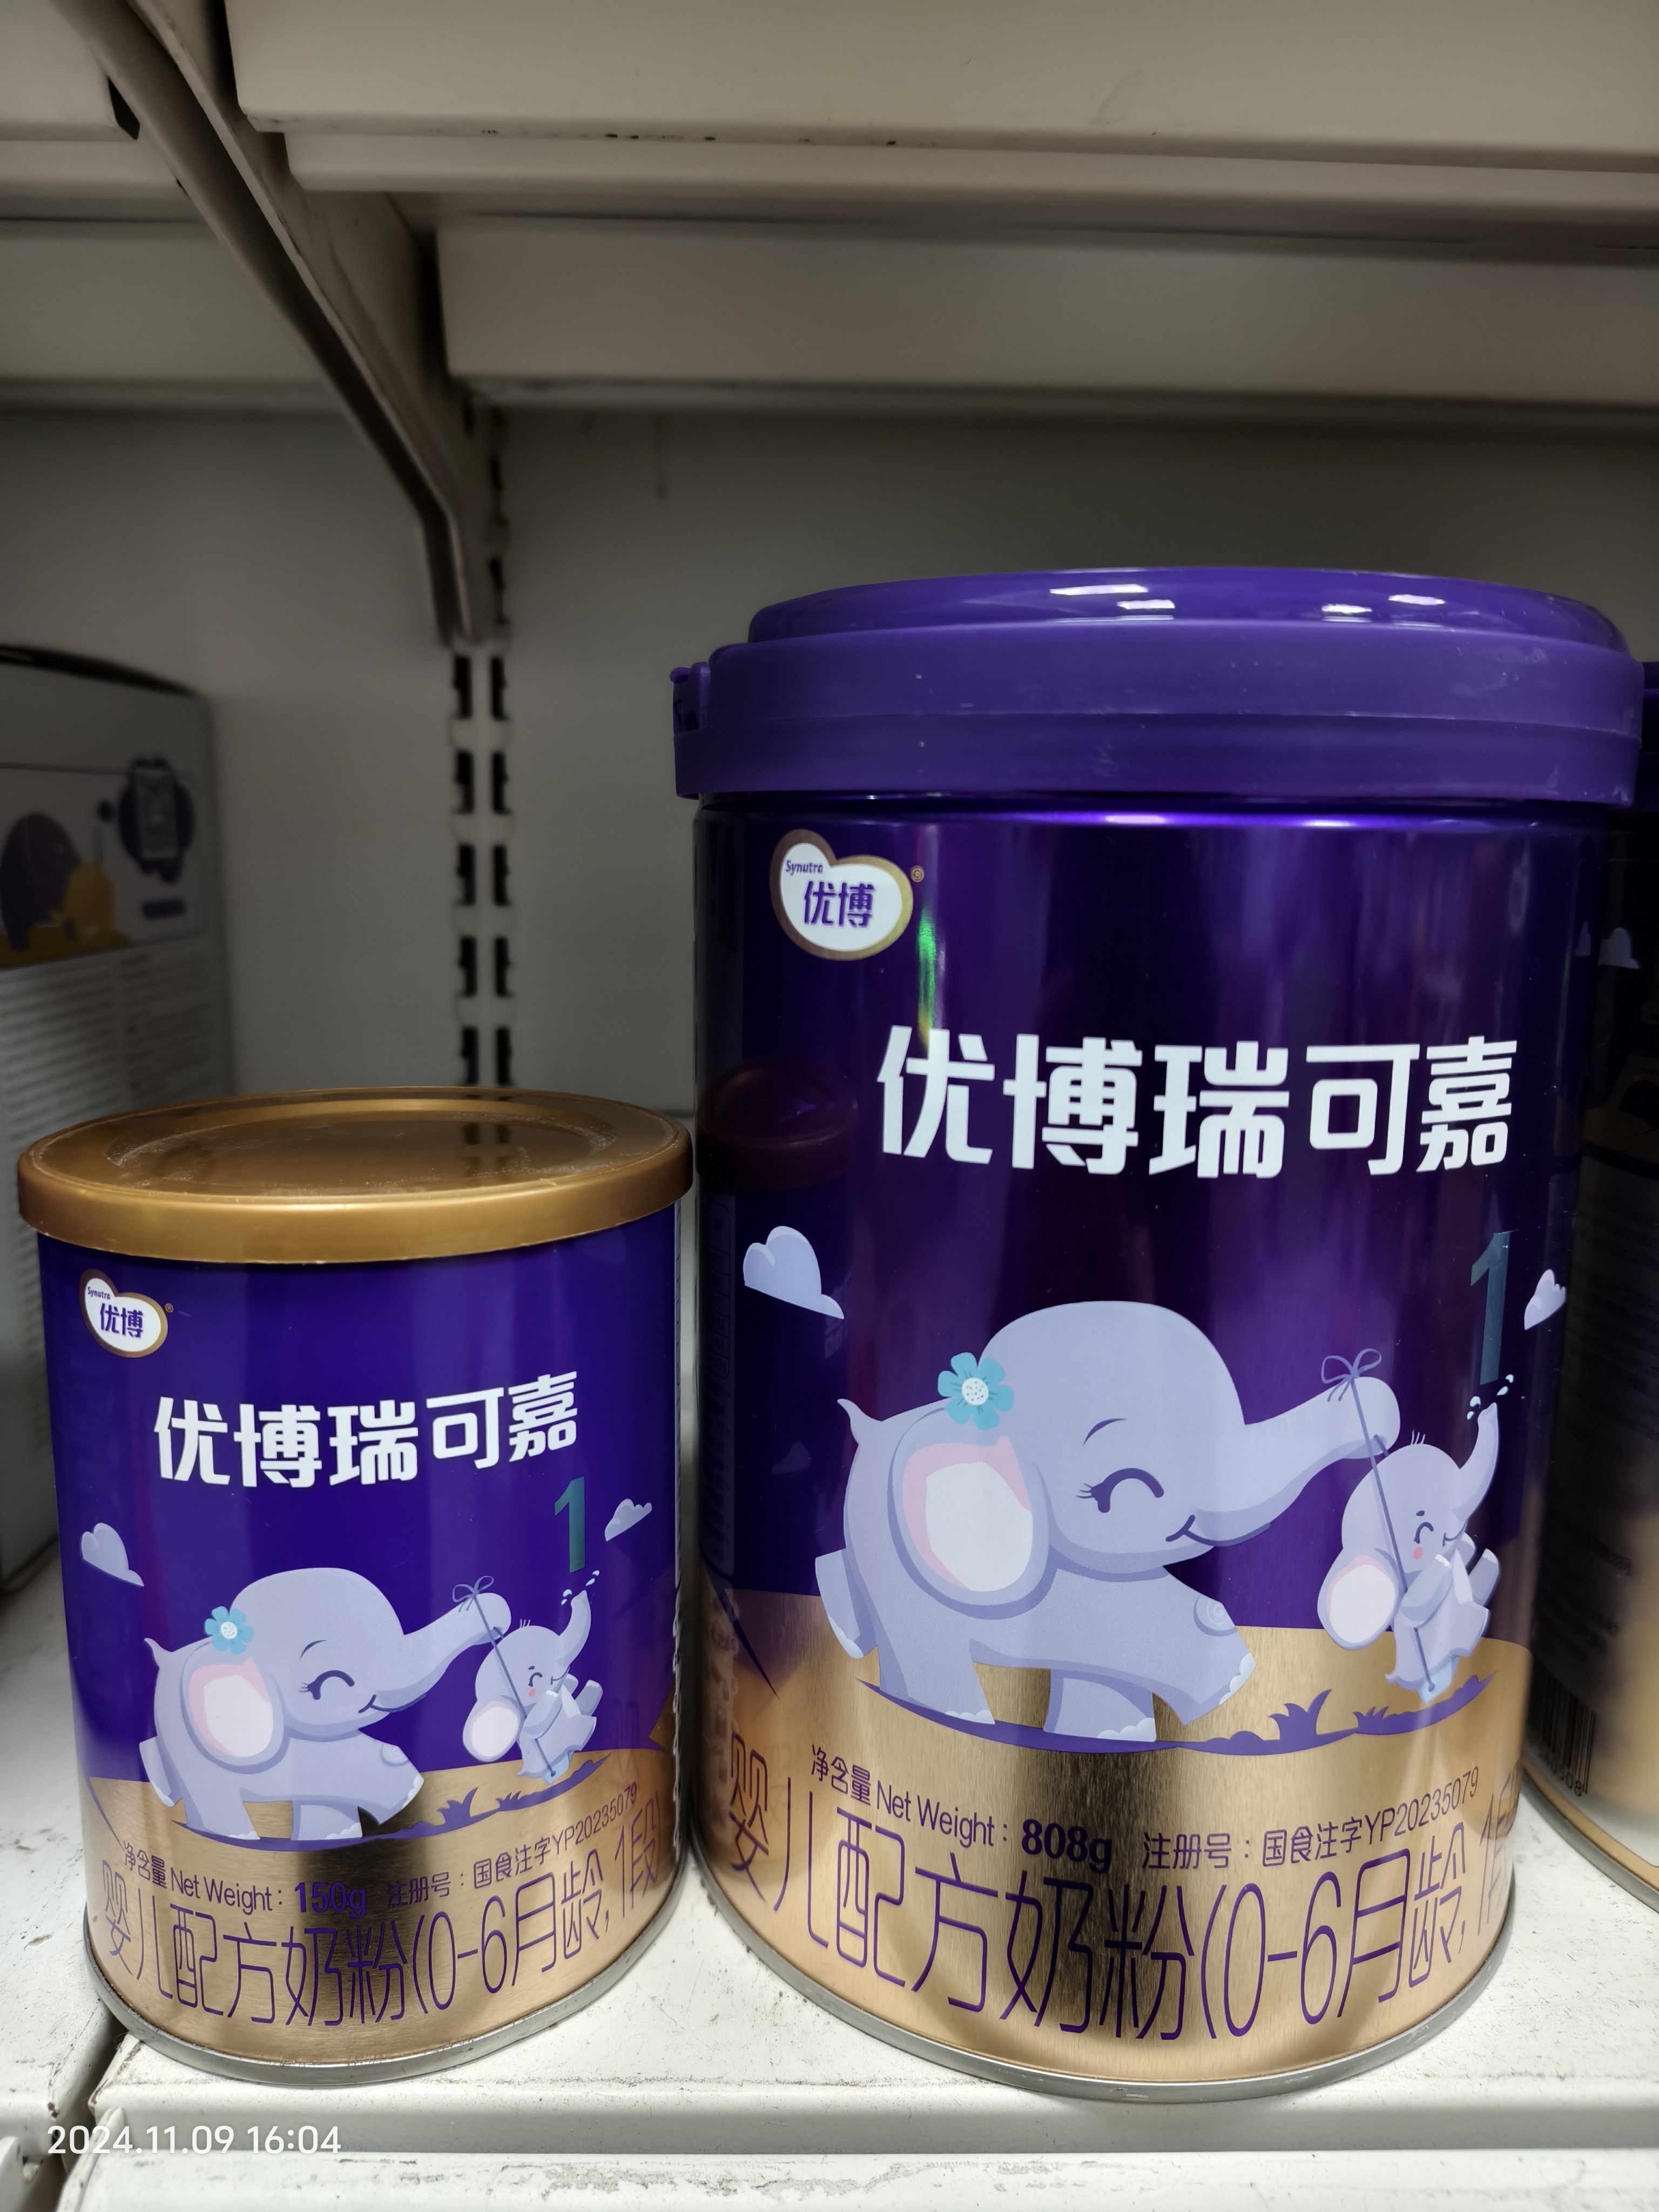 Synutra
优博
®
优博瑞可嘉
1
净含量 Net Weight：150g 注册号：国食注字YP20235079
婴儿配方奶粉(0-6月龄,
Synutra
优博
®
优博瑞可嘉
1
净含量 Net Weight：808g 注册号：国食注字YP20235079
婴儿配方奶粉(0-6月龄,
2024.11.09 16:04